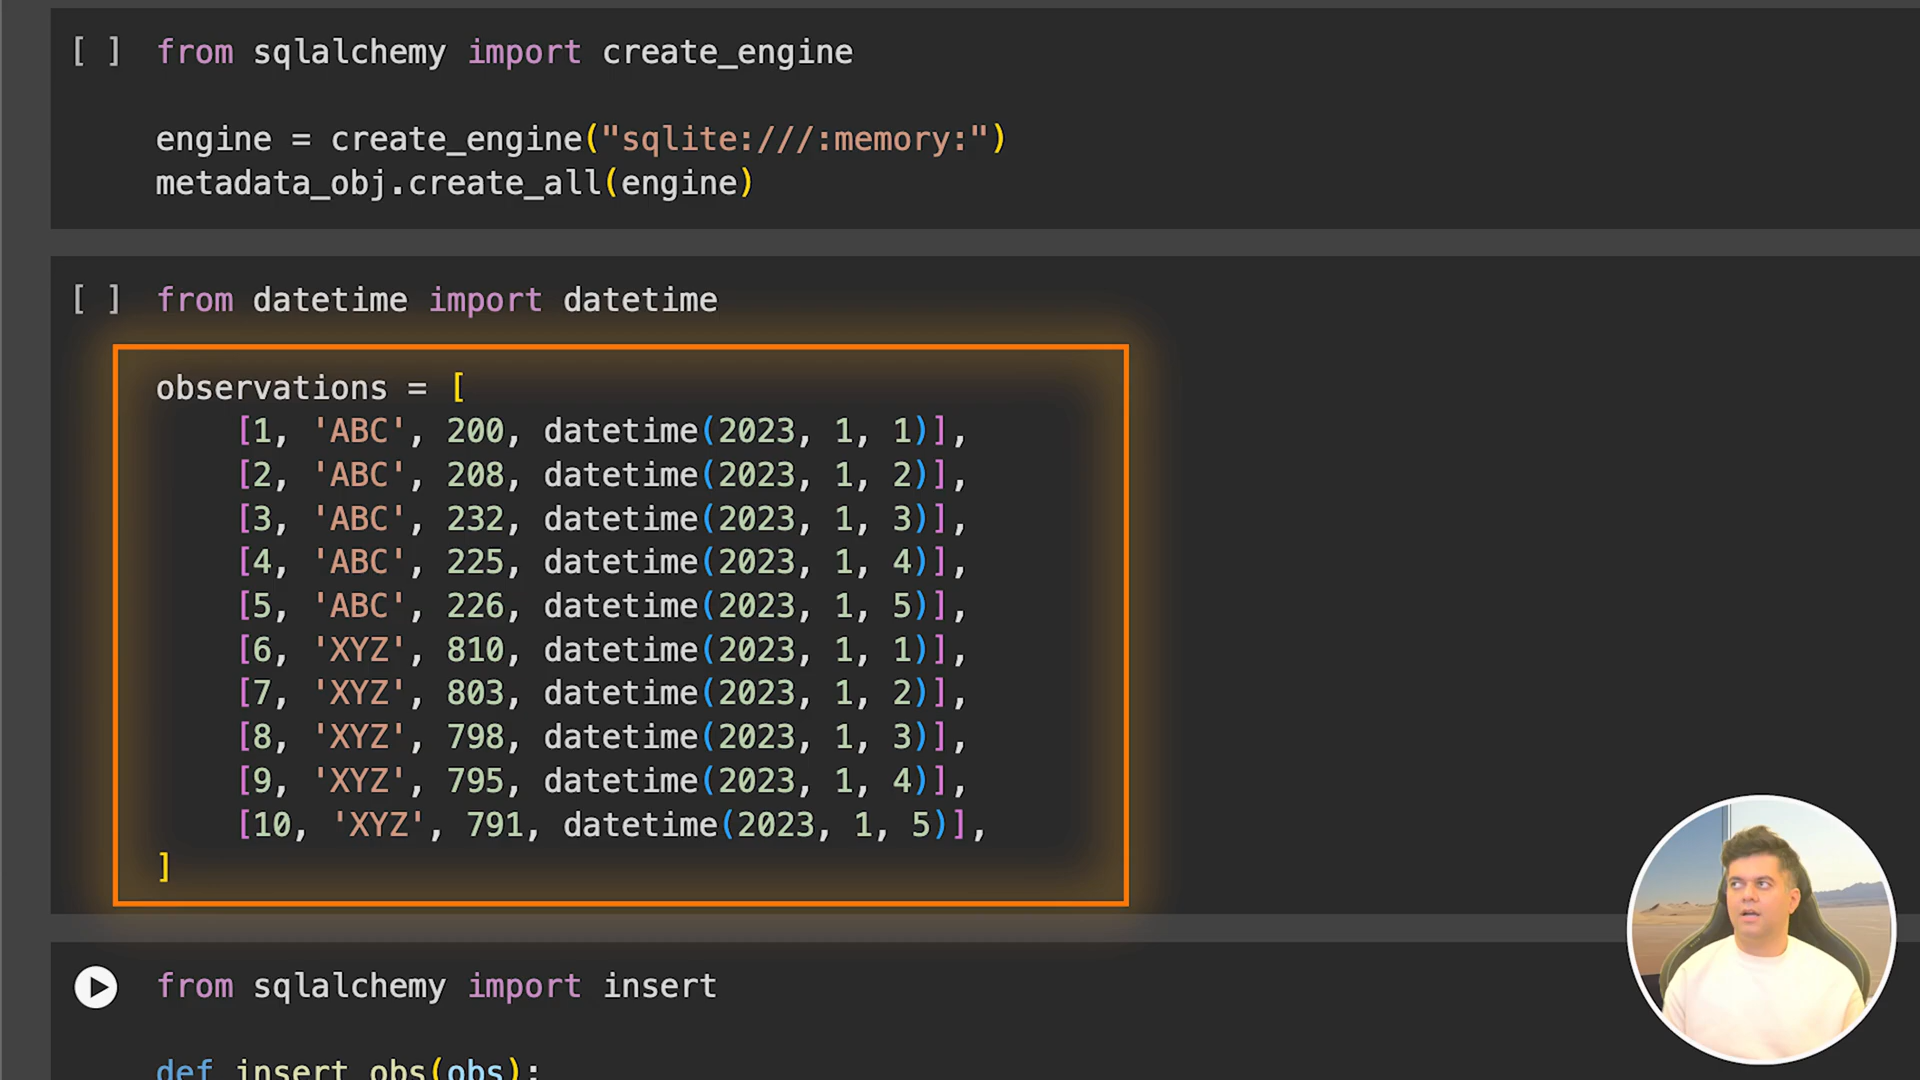 [ ] from sqlalchemy import create_engine
engine = create_engine("sqlite:///:memory:")
metadata_obj.create_all(engine)
[ ] from datetime import datetime
observations = [
[1, 'ABC', 200, datetime(2023, 1, 1)],
[2, 'ABC', 208, datetime(2023, 1, 2)],
[3, 'ABC', 232, datetime(2023, 1, 3)],
[4, 'ABC', 225, datetime(2023, 1, 4)],
[5, 'ABC', 226, datetime(2023, 1, 5)],
[6, 'XYZ', 810, datetime(2023, 1, 1)],
[7, 'XYZ', 803, datetime(2023, 1, 2)],
[8, 'XYZ', 798, datetime(2023, 1, 3)],
[9, 'XYZ', 795, datetime(2023, 1, 4)],
[10, 'XYZ', 791, datetime(2023, 1, 5)],
]
from sqlalchemy import insert
def insert_obs(obs):